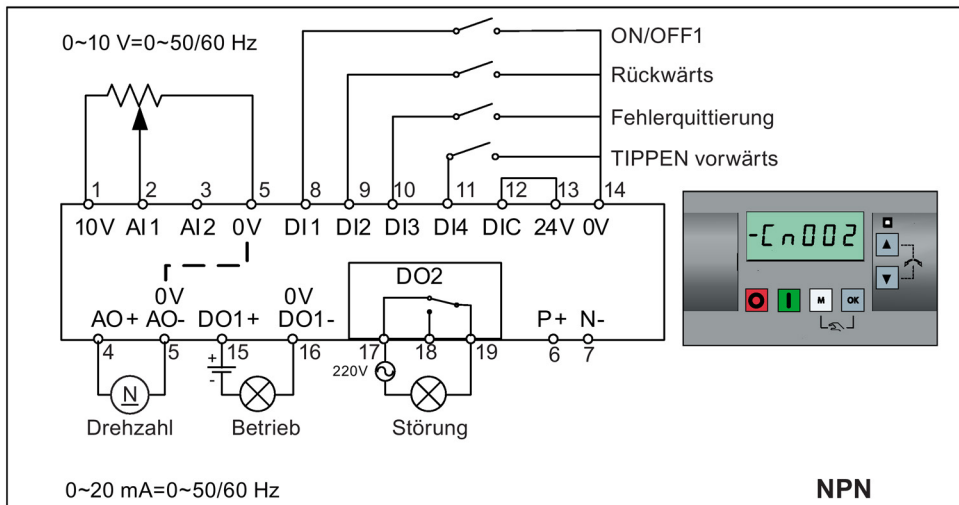 0~10 V=0~50/60 Hz
ON/OFF1
Rückwärts
Fehlerquittierung
TIPPEN vorwärts
1 2 3 5 8 9 10 11 12 13 14
10V AI1 AI2 0V DI1 DI2 DI3 DI4 DIC 24V 0V
-Cn002
M OK
0V 0V DO2
AO+ AO- DO1+ DO1- P+ N-
4 5 15 16 17 18 19 6 7
+
-
220V
N
Drehzahl Betrieb Störung
0~20 mA=0~50/60 Hz
NPN